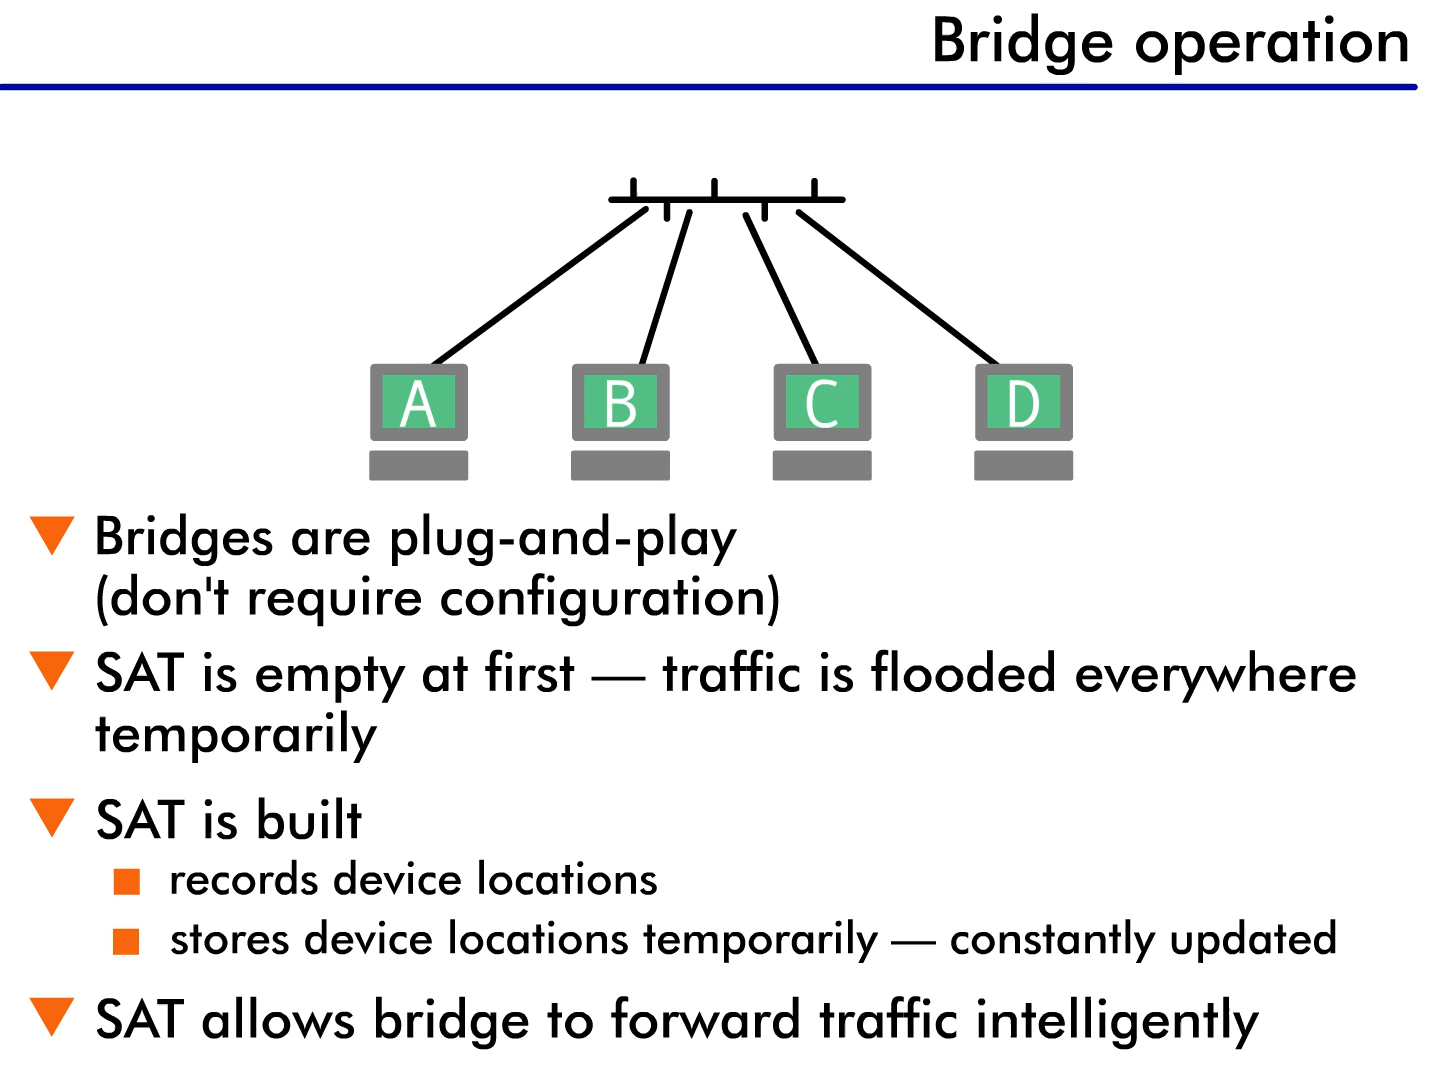 Bridge operation
A B C D
Bridges are plug-and-play
(don't require configuration)
SAT is empty at first — traffic is flooded everywhere
temporarily
SAT is built
records device locations
stores device locations temporarily — constantly updated
SAT allows bridge to forward traffic intelligently